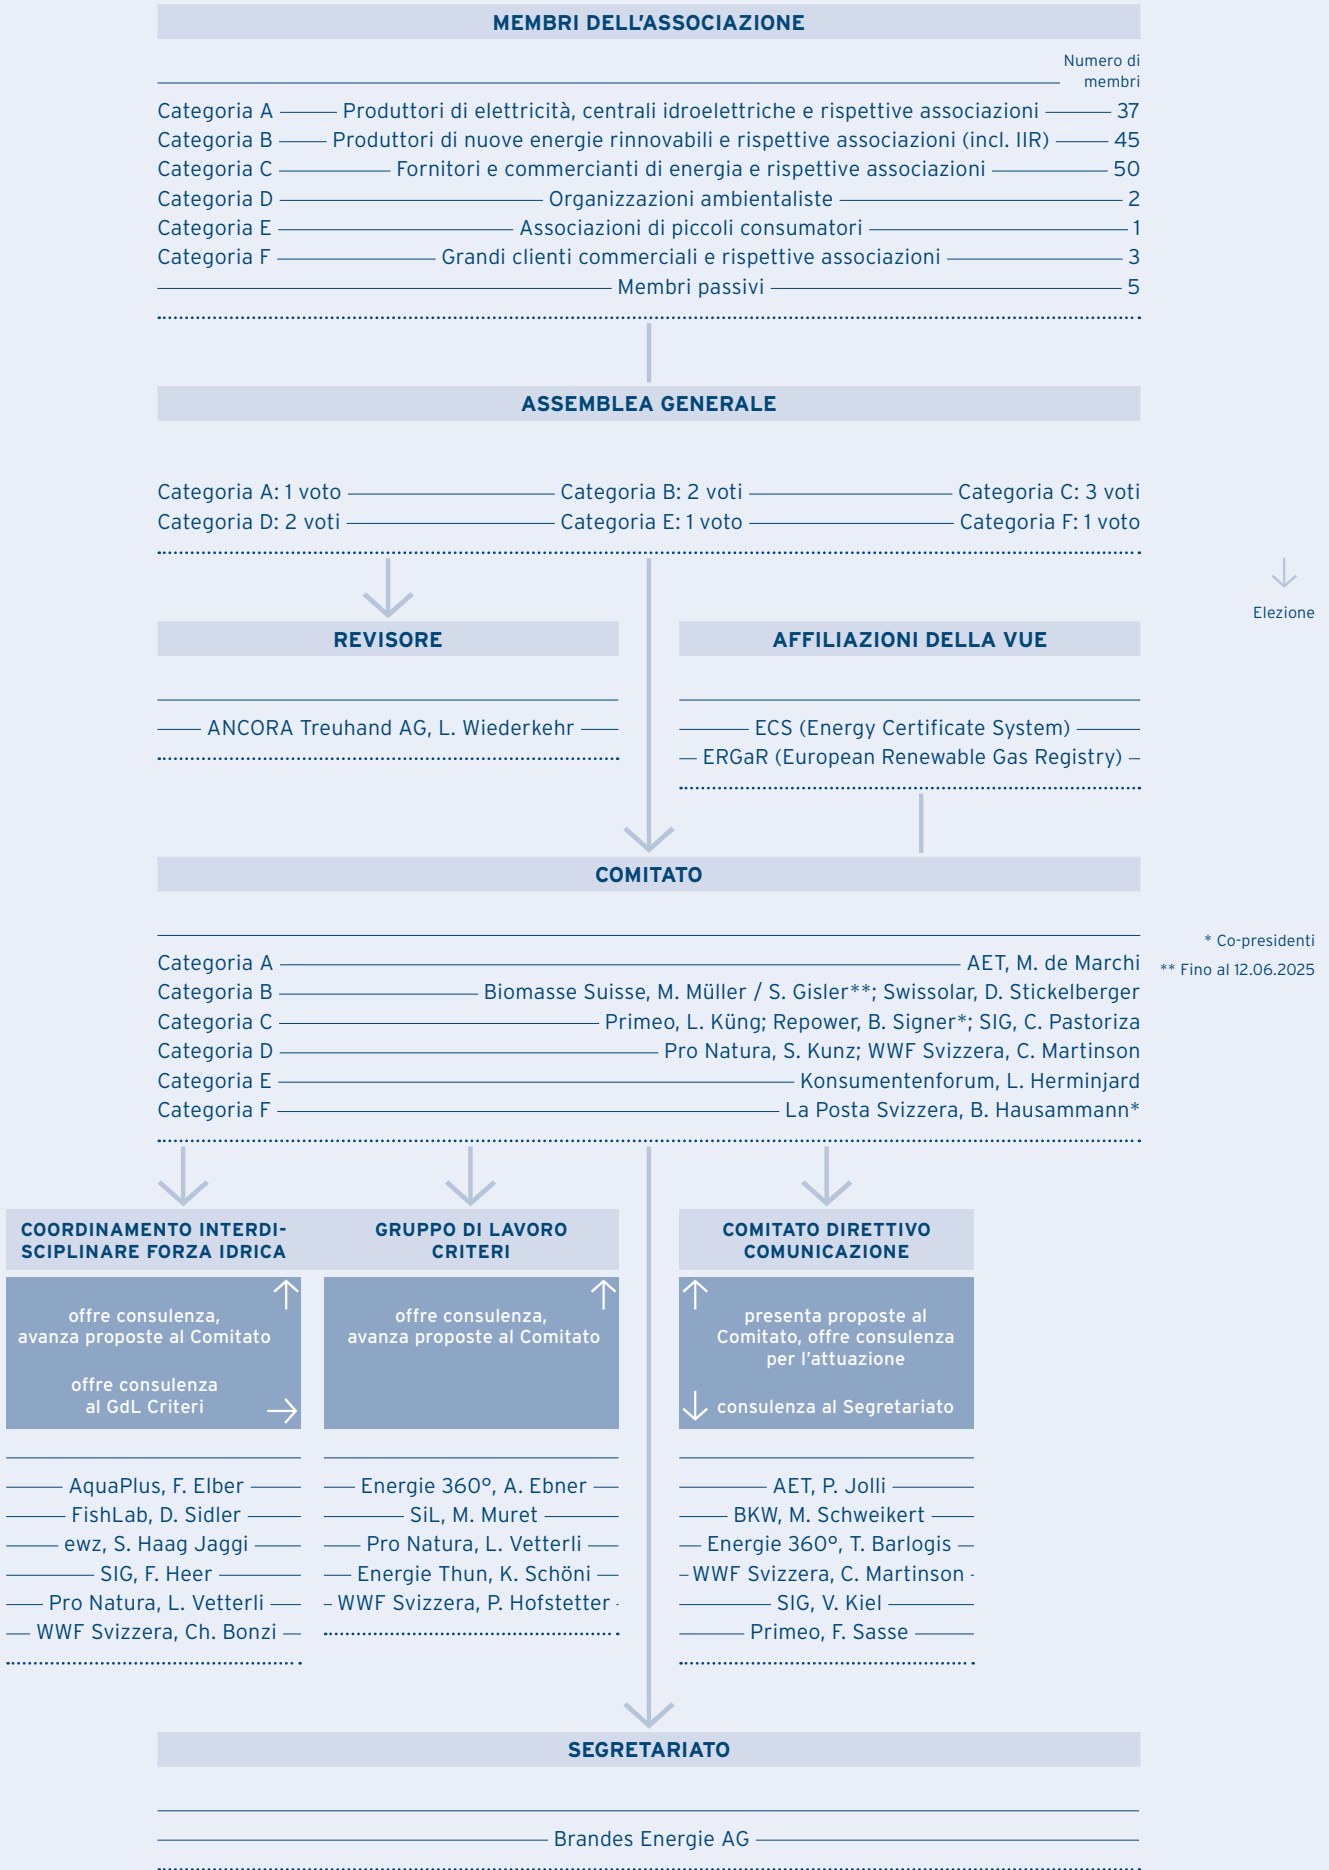 MEMBRI DELL'ASSOCIAZIONE
Numero di
membri
Categoria A Produttori di elettricità, centrali idroelettriche e rispettive associazioni 37
Categoria B Produttori di nuove energie rinnovabili e rispettive associazioni (incl. IIR) 45
Categoria C Fornitori e commercianti di energia e rispettive associazioni 50
Categoria D Organizzazioni ambientaliste 2
Categoria E Associazioni di piccoli consumatori 1
Categoria F Grandi clienti commerciali e rispettive associazioni 3
Membri passivi 5
ASSEMBLEA GENERALE
Categoria A: 1 voto Categoria B: 2 voti Categoria C: 3 voti
Categoria D: 2 voti Categoria E: 1 voto Categoria F: 1 voto
Elezione
REVISORE
ANCORA Treuhand AG, L. Wiederkehr
AFFILIAZIONI DELLA VUE
ECS (Energy Certificate System)
ERGaR (European Renewable Gas Registry)
COMITATO
* Co-presidenti
** Fino al 12.06.2025
Categoria A AET, M. de Marchi
Categoria B Biomasse Suisse, M. Müller / S. Gisler**; Swissolar, D. Stickelberger
Categoria C Primeo, L. Küng; Repower, B. Signer*; SIG, C. Pastoriza
Categoria D Pro Natura, S. Kunz; WWF Svizzera, C. Martinson
Categoria E Konsumentenforum, L. Herminjard
Categoria F La Posta Svizzera, B. Hausammann*
COORDINAMENTO INTERDI-
SCIPLINARE FORZA IDRICA
offre consulenza,
avanza proposte al Comitato
offre consulenza
al GdL Criteri
AquaPlus, F. Elber
FishLab, D. Sidler
ewz, S. Haag Jaggi
SIG, F. Heer
Pro Natura, L. Vetterli
WWF Svizzera, Ch. Bonzi
GRUPPO DI LAVORO
CRITERI
offre consulenza,
avanza proposte al Comitato
Energie 360°, A. Ebner
SiL, M. Muret
Pro Natura, L. Vetterli
Energie Thun, K. Schöni
WWF Svizzera, P. Hofstetter
COMITATO DIRETTIVO
COMUNICAZIONE
presenta proposte al
Comitato, offre consulenza
per l'attuazione
consulenza al Segretariato
AET, P. Jolli
BKW, M. Schweikert
Energie 360°, T. Barlogis
WWF Svizzera, C. Martinson
SIG, V. Kiel
Primeo, F. Sasse
SEGRETARIATO
Brandes Energie AG